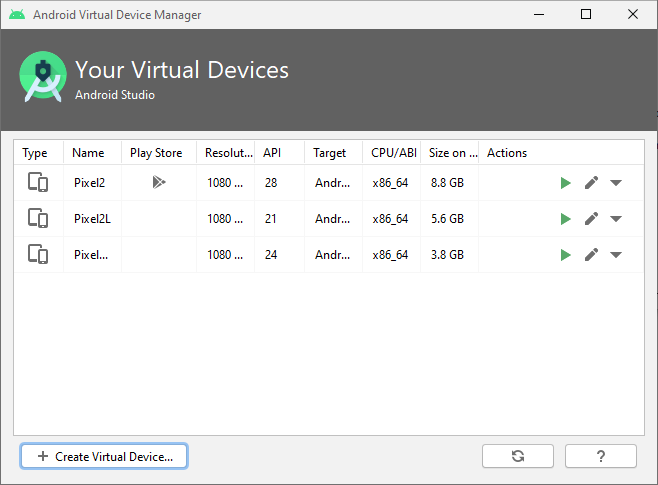 Android Virtual Device Manager
Your Virtual Devices
Android Studio
Type Name Play Store Resolut... API Target CPU/ABI Size on ... Actions
Pixel2 1080 ... 28 Andr... x86_64 8.8 GB
Pixel2L 1080 ... 21 Andr... x86_64 5.6 GB
Pixel... 1080 ... 24 Andr... x86_64 3.8 GB
+ Create Virtual Device... ?